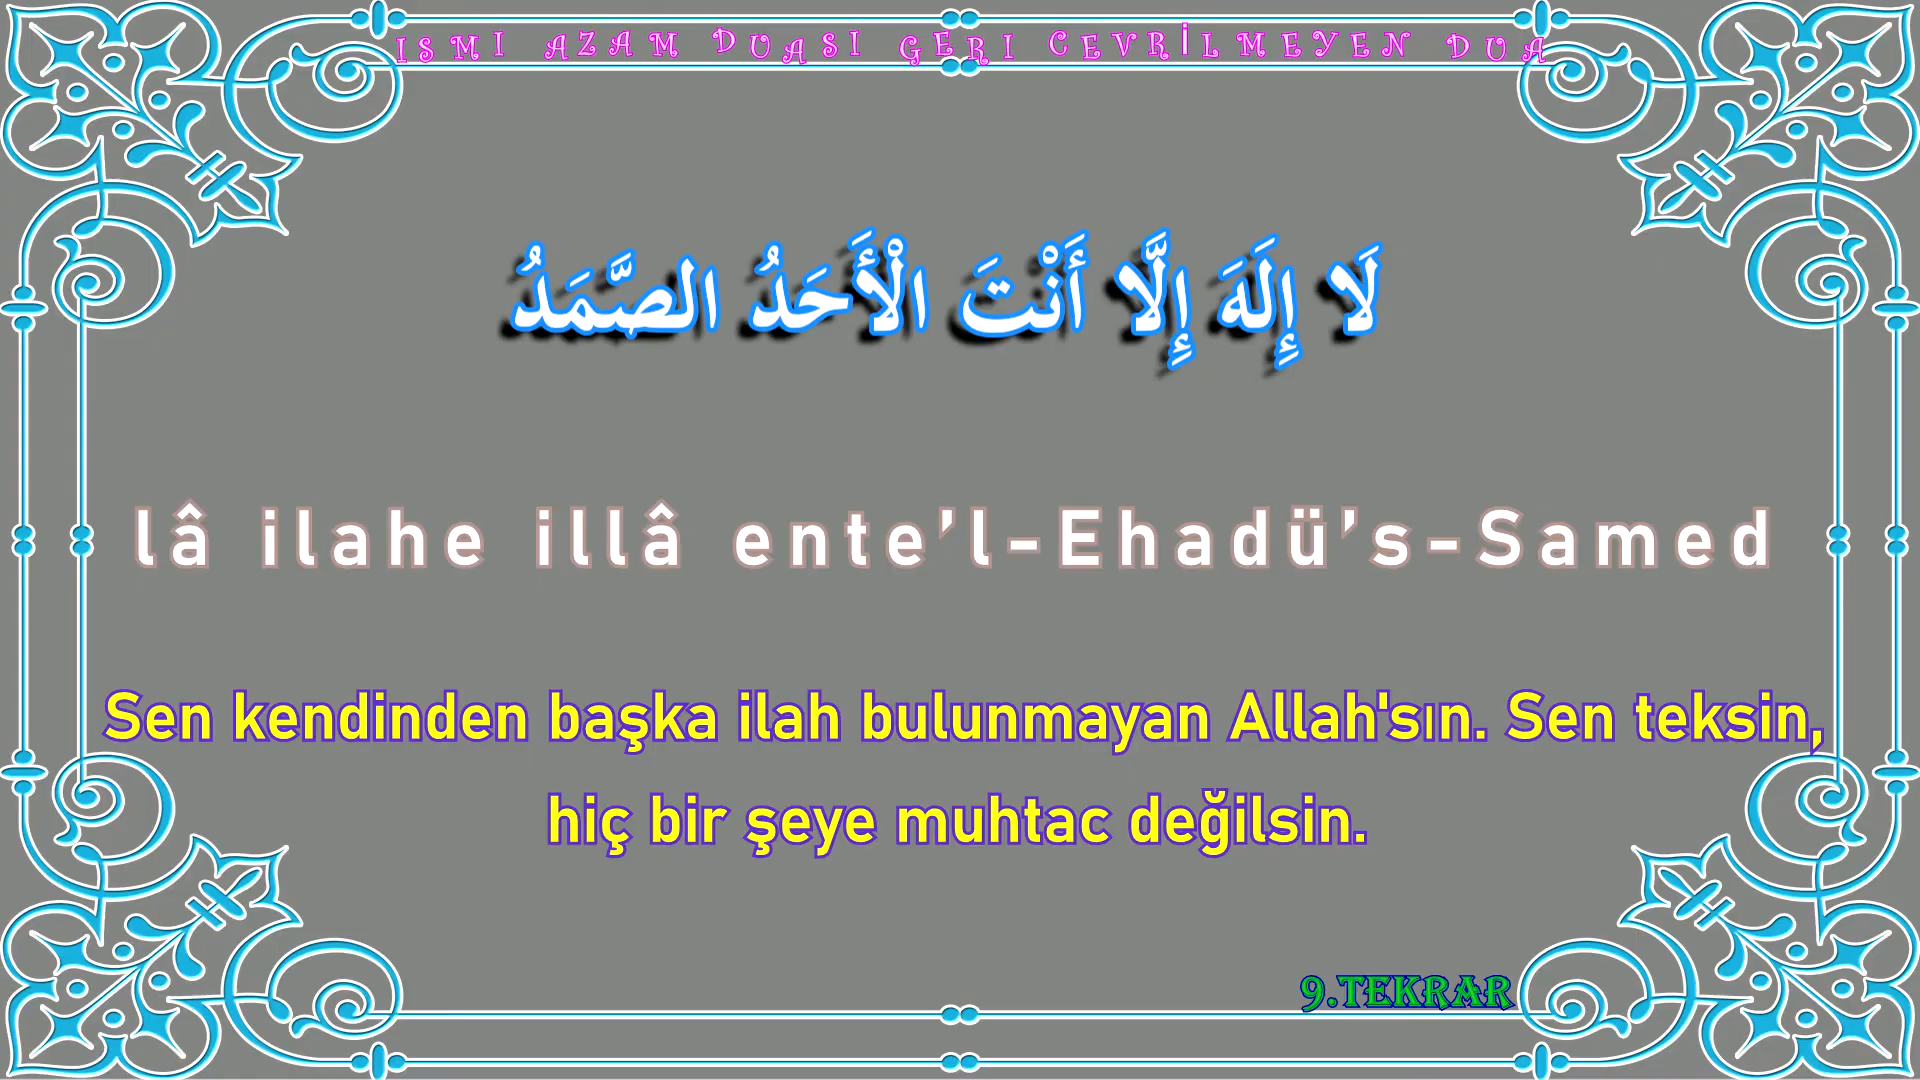 ISMI AZAM DUASI GERI CEVRİLMEYEN DUA
لَا إِلَهَ إِلَّا أَنْتَ الْأَحَدُ الصَّمَدُ
lâ ilahe illâ ente’l-Ehadü’s-Samed
Sen kendinden başka ilah bulunmayan Allah'sın. Sen teksin,
hiç bir şeye muhtac değilsin.
9.TEKRAR